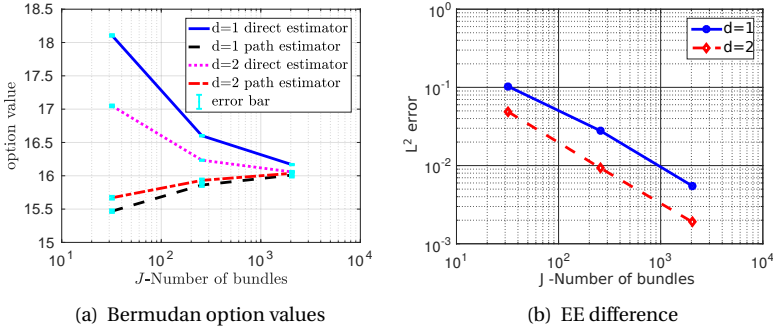 18.5
18
17.5
17
16.5
16
15.5
15
10^1
10^2
10^3
10^4
option value
J-Number of bundles
d=1 direct estimator
d=1 path estimator
d=2 direct estimator
d=2 path estimator
error bar
(a) Bermudan option values
10^0
10^-1
10^-2
10^-3
10^1
10^2
10^3
10^4
L^2 error
J -Number of bundles
d=1
d=2
(b) EE difference